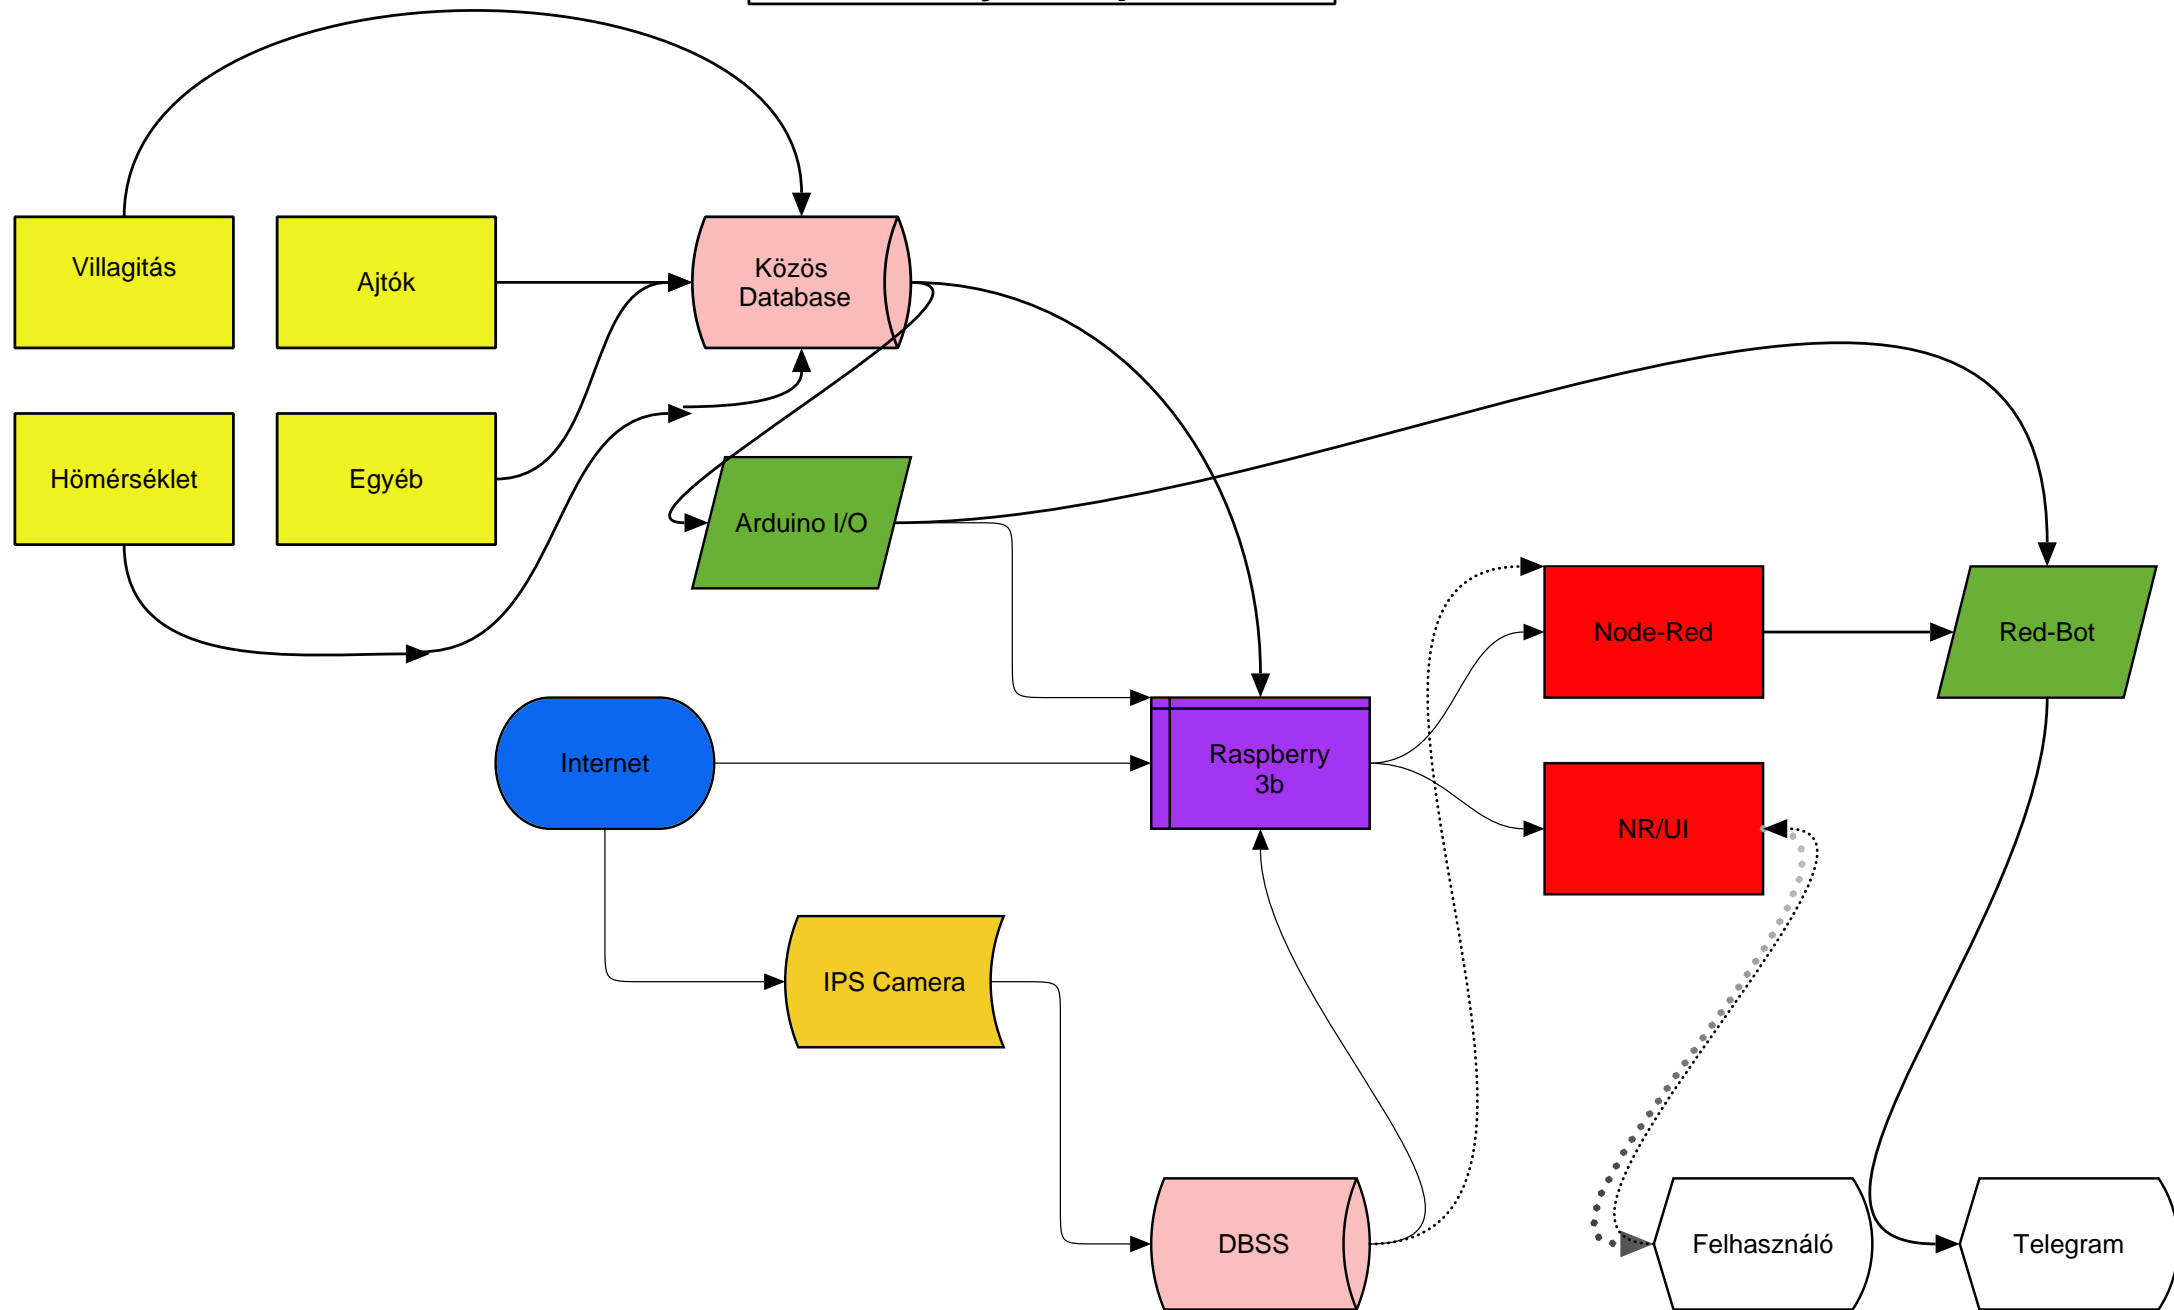 Villagitás
Ajtók
Közös
Database
Hömérséklet
Egyéb
Arduino I/O
Node-Red
Red-Bot
Internet
Raspberry
3b
NR/UI
IPS Camera
DBSS
Felhasználó
Telegram